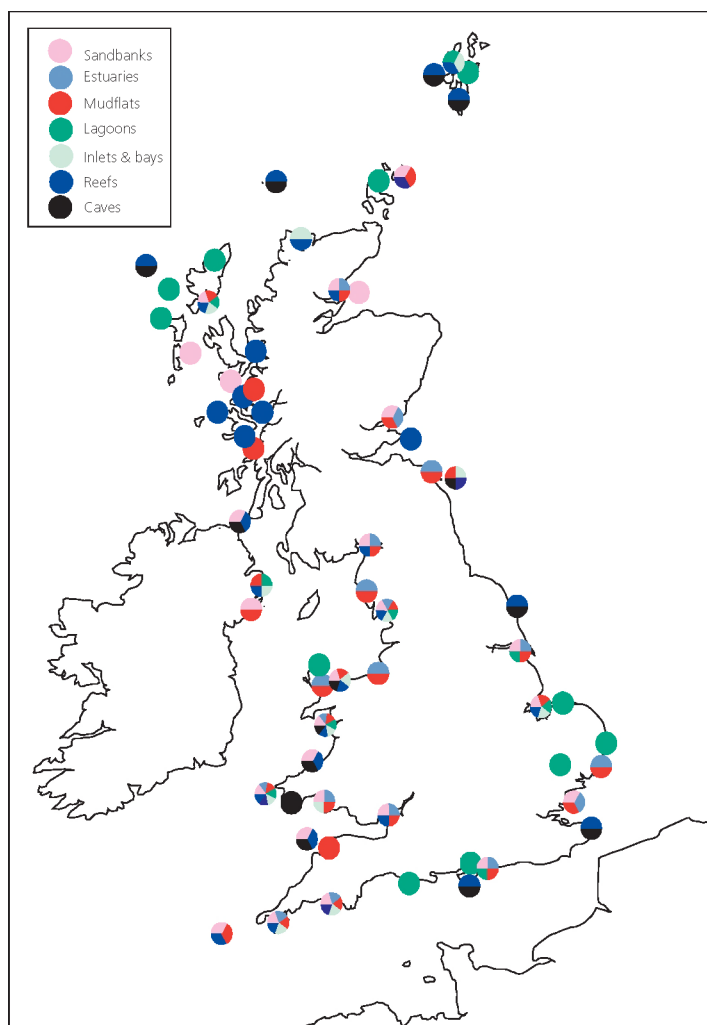 Sandbanks
Estuaries
Mudflats
Lagoons
Inlets & bays
Reefs
Caves